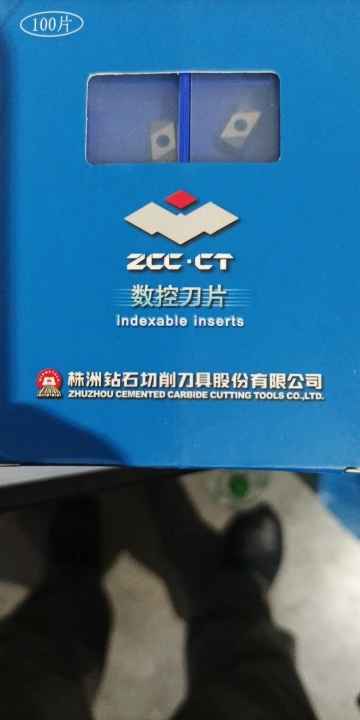 100片
ZCC·CT
数控刀片
indexable inserts
株洲钻石切削刀具股份有限公司
ZHUZHOU CEMENTED CARBIDE CUTTING TOOLS CO.,LTD.